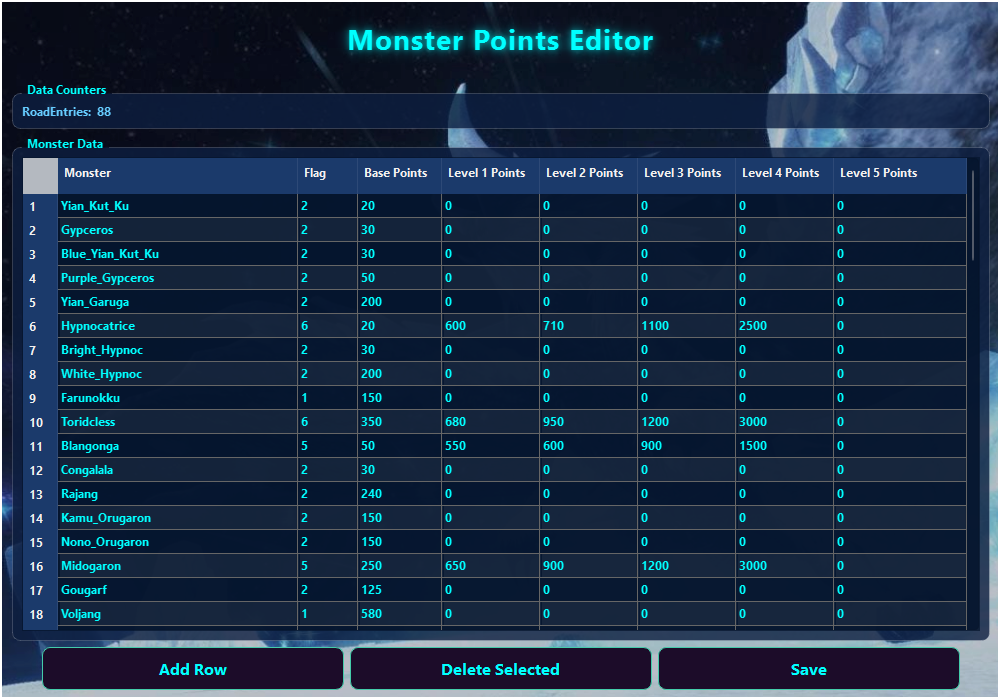 Monster Points Editor
Data Counters
RoadEntries: 88
Monster Data
Monster Flag Base Points Level 1 Points Level 2 Points Level 3 Points Level 4 Points Level 5 Points
1 Yian_Kut_Ku 2 20 0 0 0 0 0
2 Gypceros 2 30 0 0 0 0 0
3 Blue_Yian_Kut_Ku 2 30 0 0 0 0 0
4 Purple_Gypceros 2 50 0 0 0 0 0
5 Yian_Garuga 2 200 0 0 0 0 0
6 Hypnocatrice 6 20 600 710 1100 2500 0
7 Bright_Hypnoc 2 30 0 0 0 0 0
8 White_Hypnoc 2 200 0 0 0 0 0
9 Farunokku 1 150 0 0 0 0 0
10 Toridcless 6 350 680 950 1200 3000 0
11 Blangonga 5 50 550 600 900 1500 0
12 Congalala 2 30 0 0 0 0 0
13 Rajang 2 240 0 0 0 0 0
14 Kamu_Orugaron 2 150 0 0 0 0 0
15 Nono_Orugaron 2 150 0 0 0 0 0
16 Midogaron 5 250 650 900 1200 3000 0
17 Gougarf 2 125 0 0 0 0 0
18 Voljang 1 580 0 0 0 0 0
Add Row Delete Selected Save